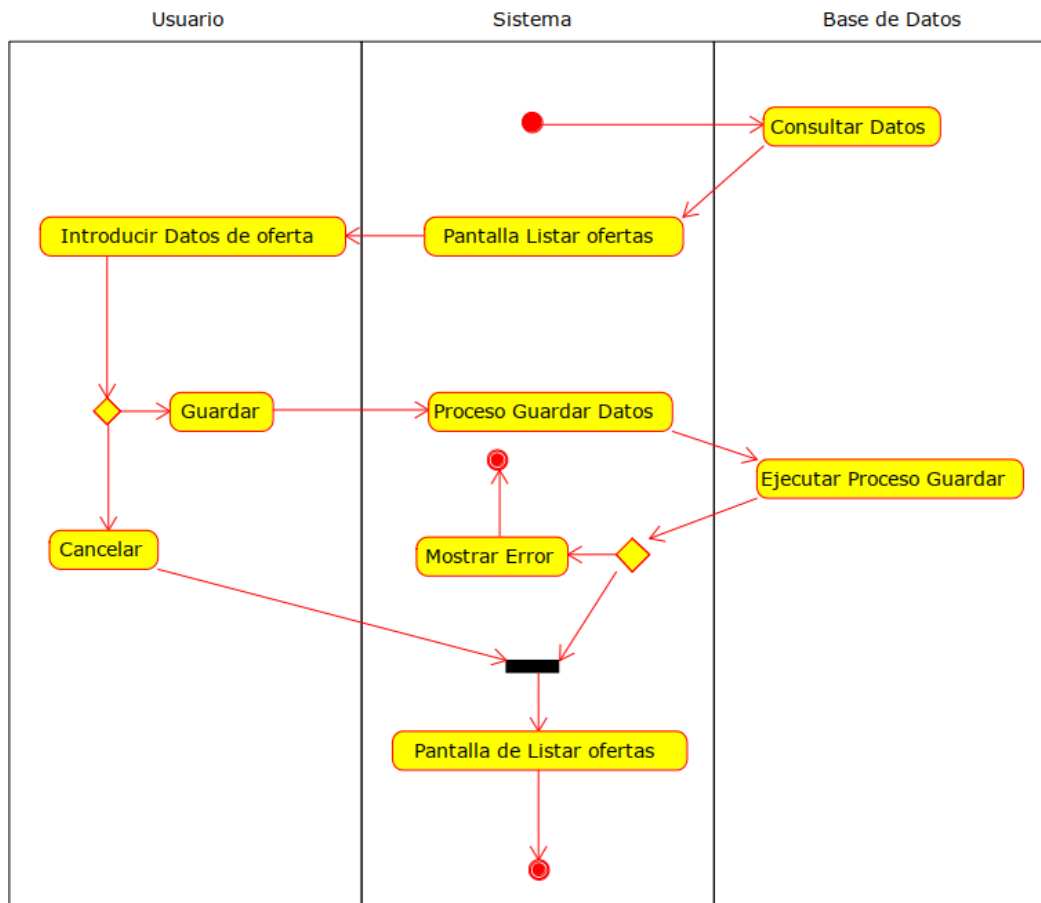 Usuario
Sistema
Base de Datos
Consultar Datos
Introducir Datos de oferta
Pantalla Listar ofertas
Guardar
Proceso Guardar Datos
Ejecutar Proceso Guardar
Cancelar
Mostrar Error
Pantalla de Listar ofertas